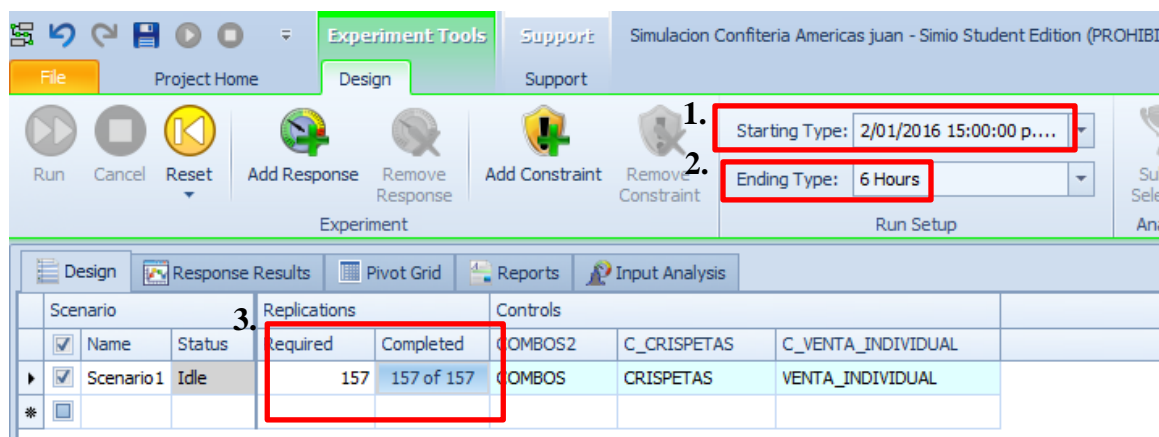 Experiment Tools Support Simulacion Confiteria Americas juan - Simio Student Edition (PROHIBI
File Project Home Design Support
1.
Starting Type: 2/01/2016 15:00:00 p....
2.
Ending Type: 6 Hours
Run Cancel Reset Add Response Remove Response Add Constraint Remove Constraint
Experiment Run Setup
Design Response Results Pivot Grid Reports Input Analysis
3.
Scenario Replications Controls
Name Status Required Completed COMBOS2 C_CRISPETAS C_VENTA_INDIVIDUAL
Scenario1 Idle 157 157 of 157 COMBOS CRISPETAS VENTA_INDIVIDUAL